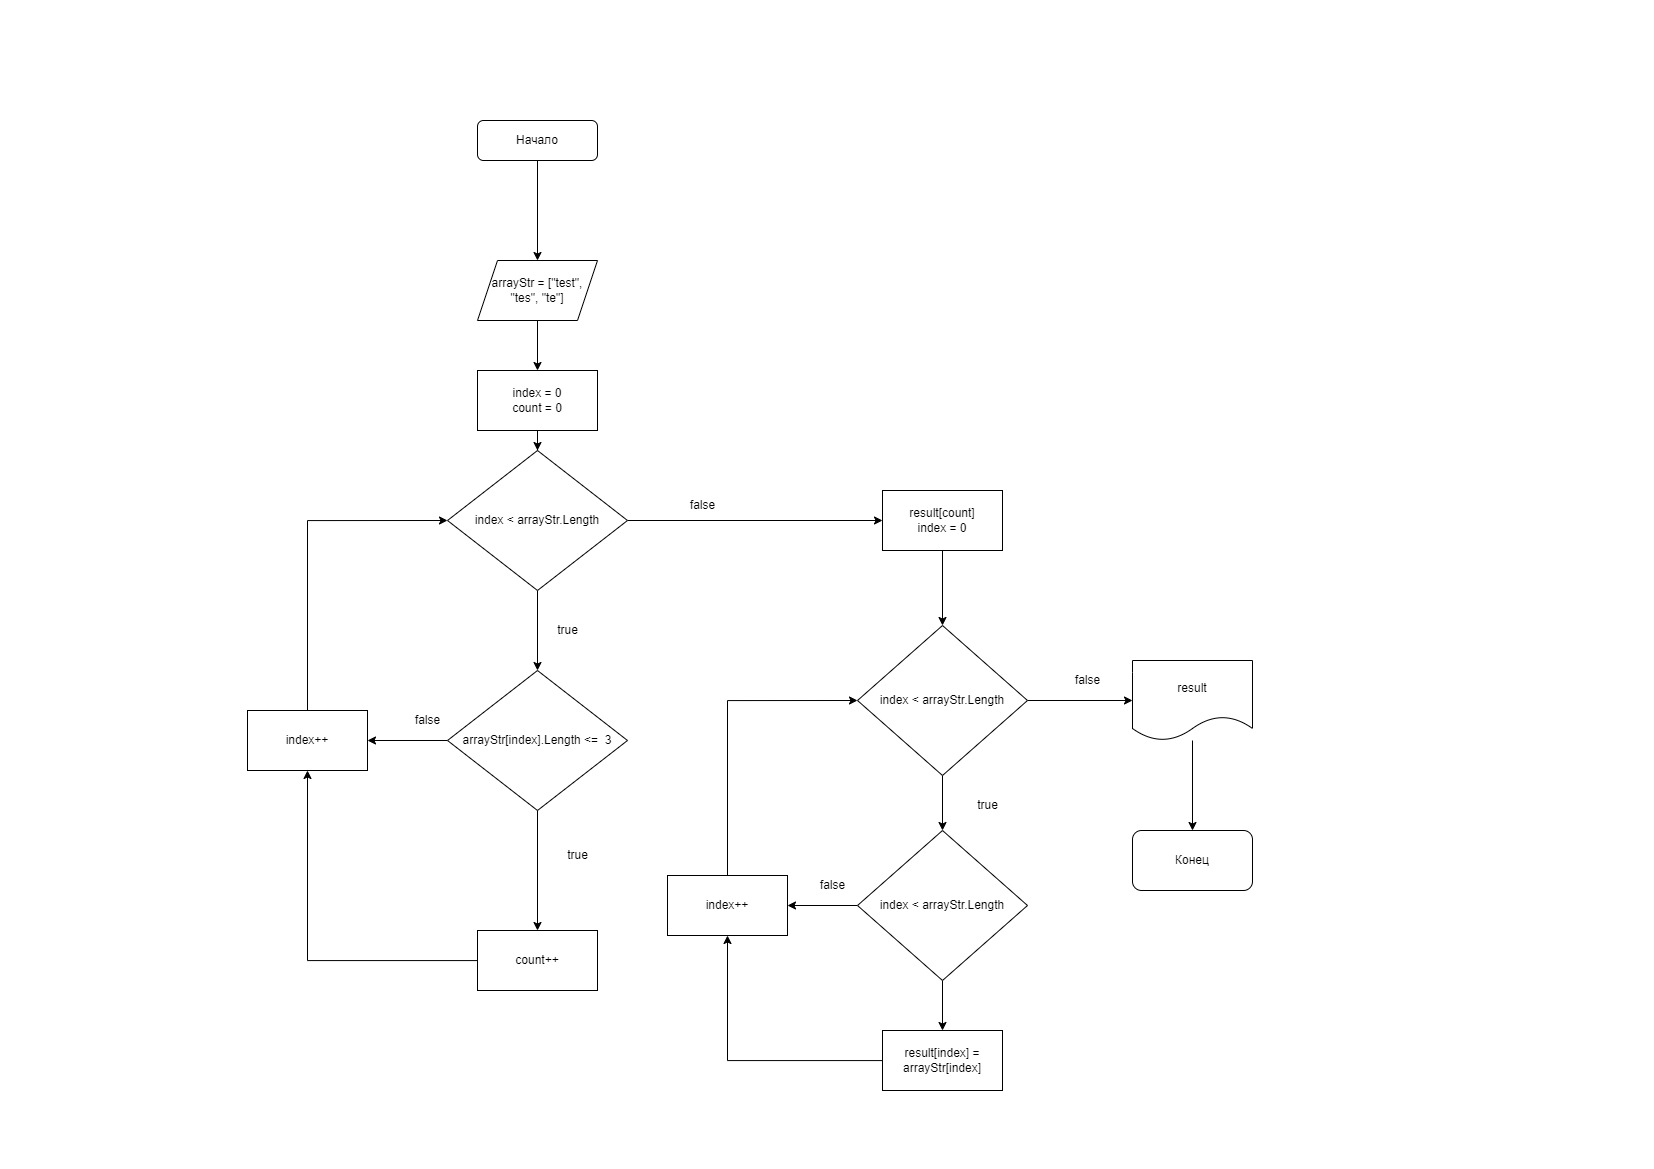 Начало
arrayStr = ["test",
"tes", "te"]
index = 0
count = 0
index < arrayStr.Length
false
true
arrayStr[index].Length <=  3
false
index++
true
count++
result[count]
index = 0
index < arrayStr.Length
false
result
Конец
true
index < arrayStr.Length
false
index++
result[index] =
arrayStr[index]